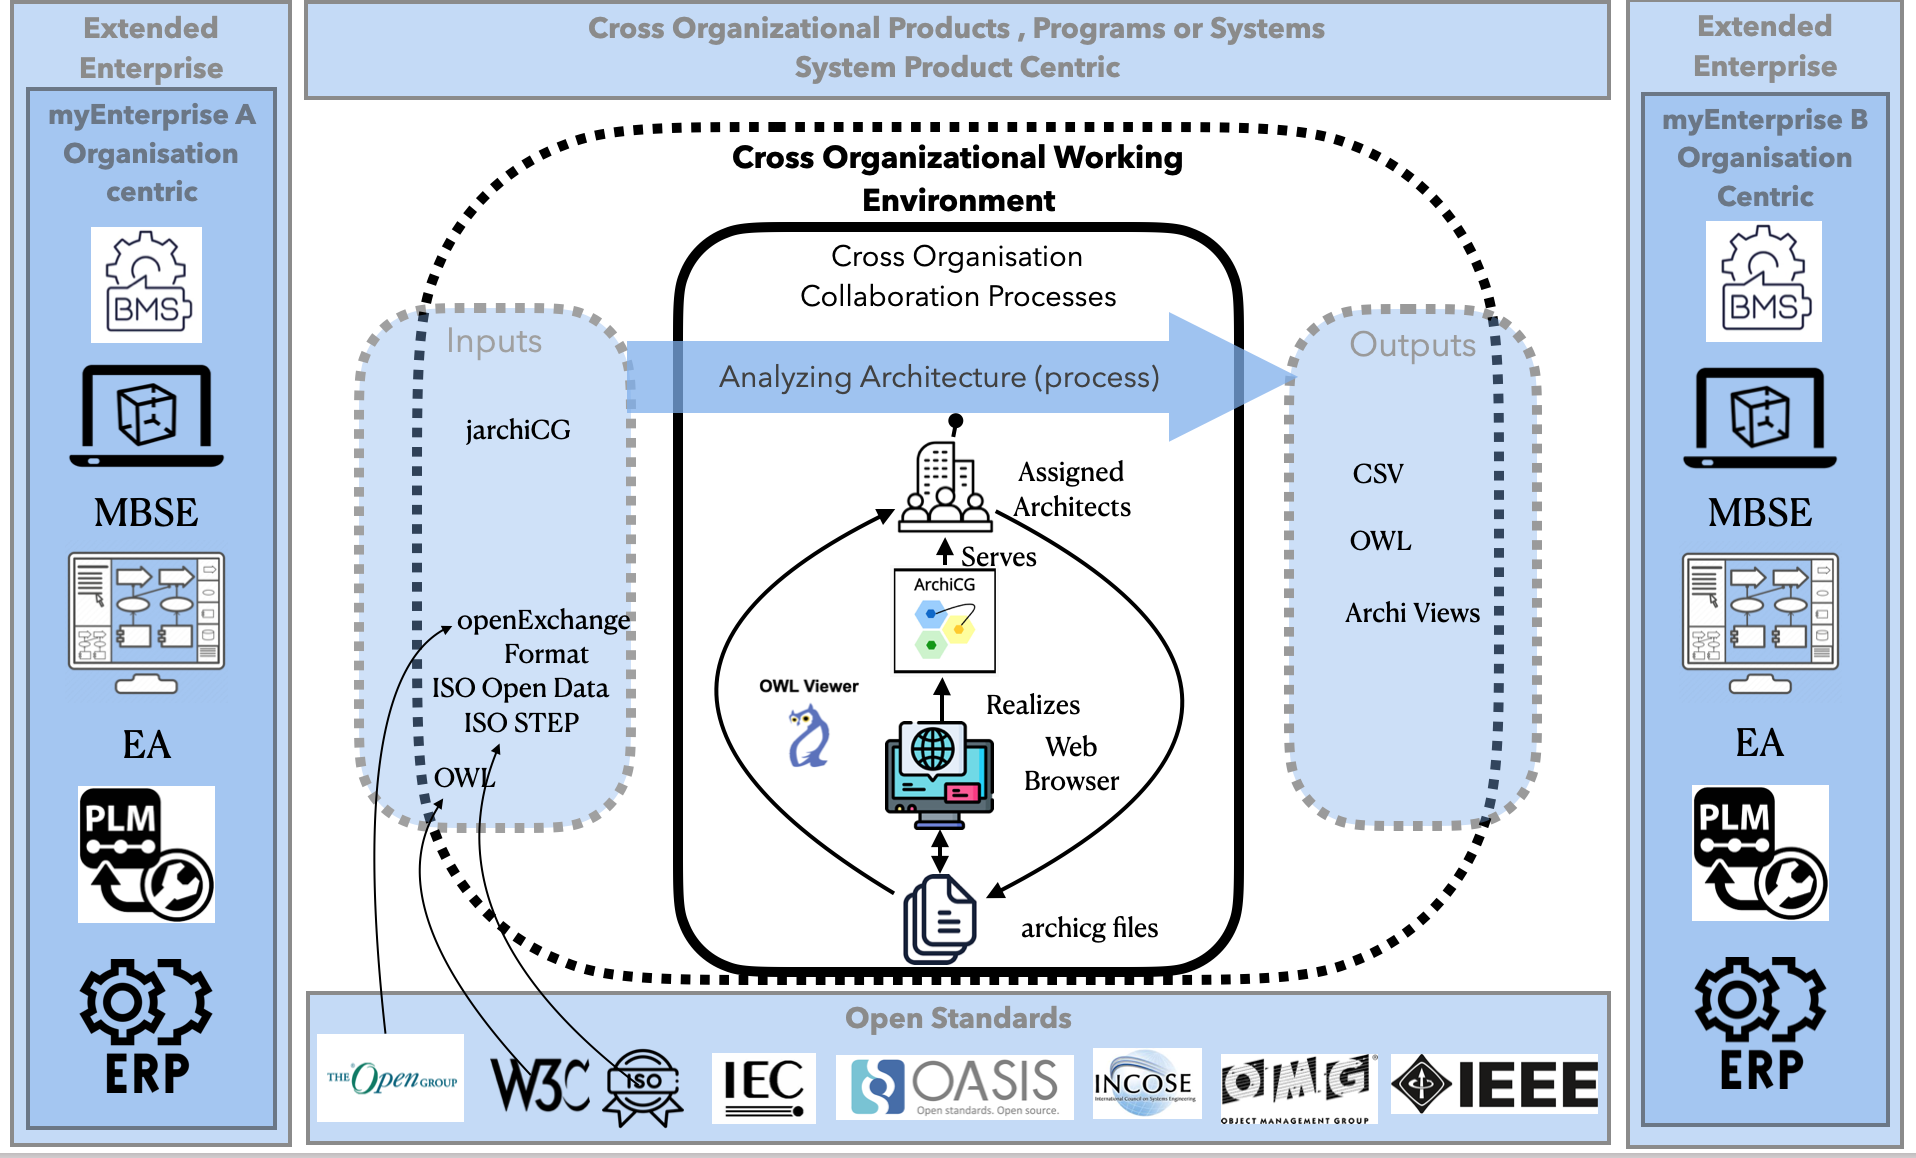 Extended
Enterprise
myEnterprise A
Organisation
centric
BMS
MBSE
EA
PLM
ERP
Cross Organizational Products , Programs or Systems
System Product Centric
Cross Organizational Working
Environment
Cross Organisation
Collaboration Processes
Inputs
Analyzing Architecture (process)
Outputs
jarchiCG
openExchange
Format
ISO Open Data
ISO STEP
OWL
Assigned
Architects
Serves
ArchiCG
OWL Viewer
Realizes
Web
Browser
archicg files
CSV
OWL
Archi Views
Open Standards
THE Open GROUP
W3C
ISO
IEC
OASIS
Open standards. Open source.
INCOSE
International Council on Systems Engineering
OMG
OBJECT MANAGEMENT GROUP
IEEE
Extended
Enterprise
myEnterprise B
Organisation
Centric
BMS
MBSE
EA
PLM
ERP